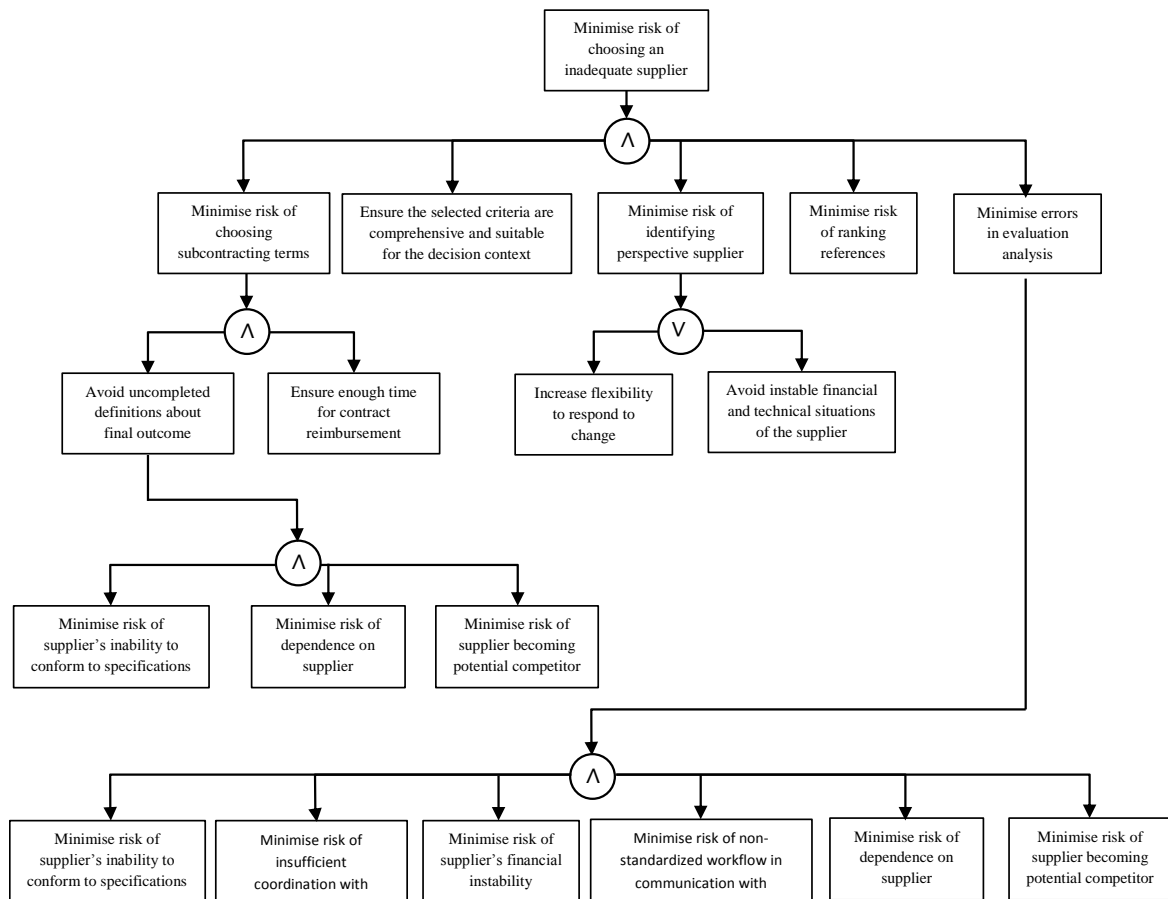 Minimise risk of
choosing an
inadequate supplier
Λ
Minimise risk of
choosing
subcontracting terms
Ensure the selected criteria are
comprehensive and suitable
for the decision context
Minimise risk of
identifying
perspective supplier
Minimise risk
of ranking
references
Minimise errors
in evaluation
analysis
Λ
V
Avoid uncompleted
definitions about
final outcome
Ensure enough time
for contract
reimbursement
Increase flexibility
to respond to
change
Avoid instable financial
and technical situations
of the supplier
Λ
Minimise risk of
supplier’s inability to
conform to specifications
Minimise risk of
dependence on
supplier
Minimise risk of
supplier becoming
potential competitor
Λ
Minimise risk of
supplier’s inability to
conform to specifications
Minimise risk of
insufficient
coordination with
Minimise risk of
supplier’s financial
instability
Minimise risk of non-
standardized workflow in
communication with
Minimise risk of
dependence on
supplier
Minimise risk of
supplier becoming
potential competitor